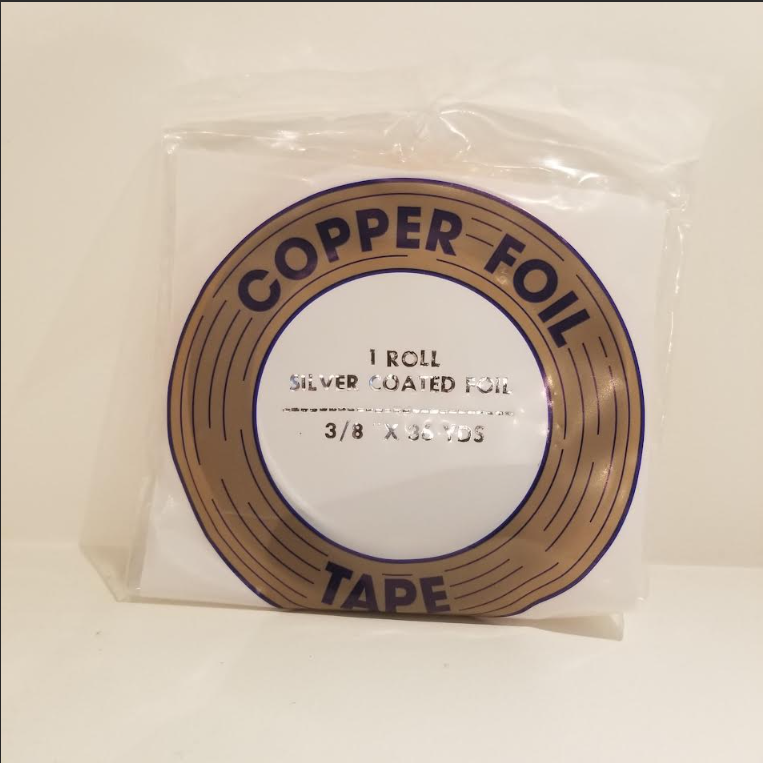 COPPER FOIL
1 ROLL
SILVER COATED FOIL
3/8" X 36 YDS
TAPE